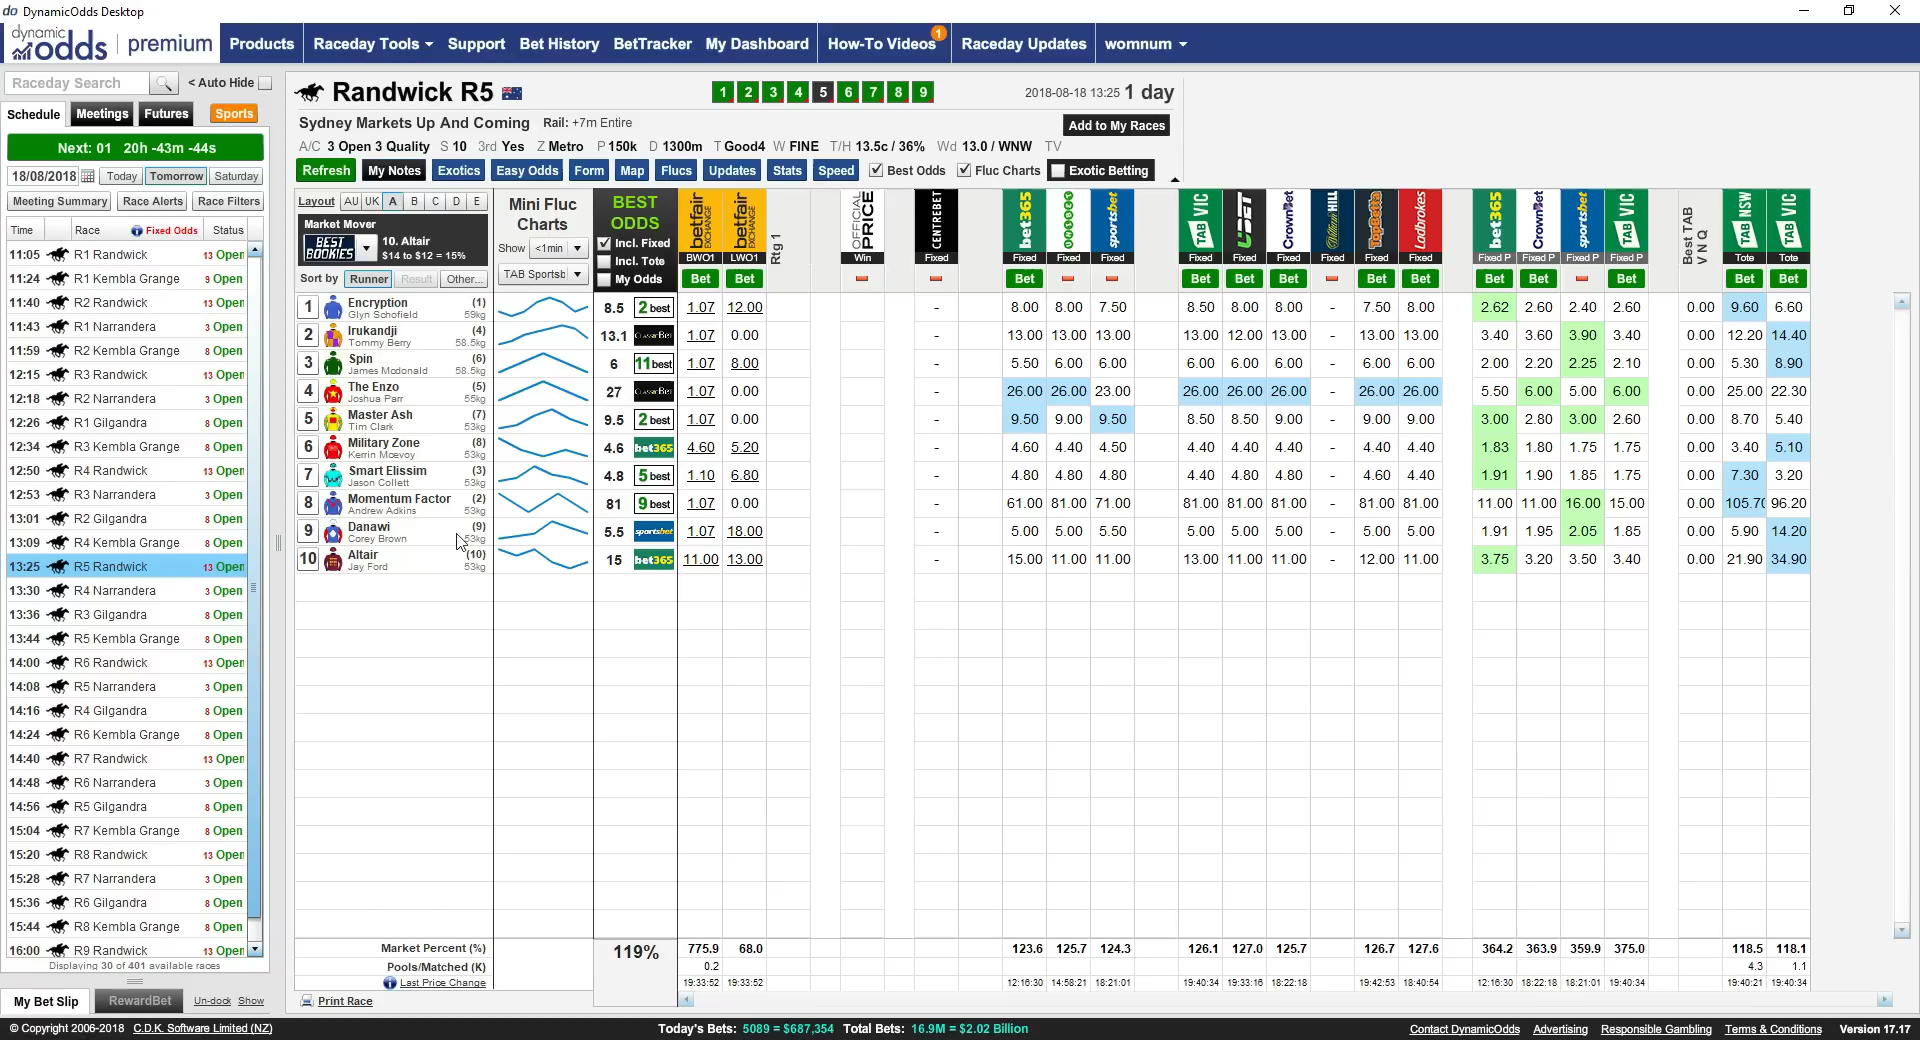 do DynamicOdds Desktop
dynamic odds premium Products Raceday Tools Support Bet History BetTracker My Dashboard How-To Videos 1 Raceday Updates womnum
Raceday Search < Auto Hide
Schedule Meetings Futures Sports
Next: 01 20h -43m -44s
18/08/2018 Today Tomorrow Saturday
Meeting Summary Race Alerts Race Filters
Time Race Fixed Odds Status
11:05 R1 Randwick 13 Open
11:24 R1 Kembla Grange 9 Open
11:40 R2 Randwick 13 Open
11:43 R1 Narrandera 3 Open
11:59 R2 Kembla Grange 8 Open
12:15 R3 Randwick 13 Open
12:18 R2 Narrandera 3 Open
12:26 R1 Gilgandra 8 Open
12:34 R3 Kembla Grange 8 Open
12:50 R4 Randwick 13 Open
12:53 R3 Narrandera 3 Open
13:01 R2 Gilgandra 8 Open
13:09 R4 Kembla Grange 8 Open
13:25 R5 Randwick 13 Open
13:30 R4 Narrandera 3 Open
13:36 R3 Gilgandra 8 Open
13:44 R5 Kembla Grange 8 Open
14:00 R6 Randwick 13 Open
14:08 R5 Narrandera 3 Open
14:16 R4 Gilgandra 8 Open
14:24 R6 Kembla Grange 8 Open
14:40 R7 Randwick 13 Open
14:48 R6 Narrandera 3 Open
14:56 R5 Gilgandra 8 Open
15:04 R7 Kembla Grange 8 Open
15:20 R8 Randwick 13 Open
15:28 R7 Narrandera 3 Open
15:36 R6 Gilgandra 8 Open
15:44 R8 Kembla Grange 8 Open
16:00 R9 Randwick 13 Open
Displaying 30 of 401 available races
My Bet Slip RewardBet Un-dock Show
Randwick R5 1 2 3 4 5 6 7 8 9 2018-08-18 13:25 1 day
Sydney Markets Up And Coming Rail: +7m Entire Add to My Races
A/C 3 Open 3 Quality S 10 3rd Yes Z Metro P 150k D 1300m T Good4 W FINE T/H 13.5c / 36% Wd 13.0 / WNW TV
Refresh My Notes Exotics Easy Odds Form Map Flucs Updates Stats Speed Best Odds Fluc Charts Exotic Betting
Layout AU UK A B C D E
Market Mover
BEST BOOKIES 10. Altair
$14 to $12 = 15%
Sort by Runner Result Other...
Mini Fluc Charts
Show <1min
TAB Sportsb
BEST ODDS
Incl. Fixed
Incl. Tote
My Odds
betfair EXCHANGE betfair EXCHANGE Rtg 1 OFFICIAL PRICE CENTREBET bet365 sportsbet TAB VIC UBET CrownBet William HILL TopBetta Ladbrokes bet365 CrownBet sportsbet TAB VIC Best TAB V N Q TAB NSW TAB VIC
BWO1 LWO1 Win Fixed Fixed Fixed Fixed Fixed Fixed Fixed Fixed Fixed Fixed Fixed P Fixed P Fixed P Fixed P Tote Tote
Bet Bet Bet Bet Bet Bet Bet Bet Bet Bet Bet Bet Bet
1 Encryption (1) 8.5 2 best 1.07 12.00 - 8.00 8.00 7.50 8.50 8.00 8.00 - 7.50 8.00 2.62 2.60 2.40 2.60 0.00 9.60 6.60
Glyn Schofield 59kg
2 Irukandji (4) 13.1 ClassicBet 1.07 0.00 - 13.00 13.00 13.00 13.00 12.00 13.00 - 13.00 13.00 3.40 3.60 3.90 3.40 0.00 12.20 14.40
Tommy Berry 58.5kg
3 Spin (6) 6 11 best 1.07 8.00 - 5.50 6.00 6.00 6.00 6.00 6.00 - 6.00 6.00 2.00 2.20 2.25 2.10 0.00 5.30 8.90
James Mcdonald 58.5kg
4 The Enzo (5) 27 ClassicBet 1.07 0.00 - 26.00 26.00 23.00 26.00 26.00 26.00 - 26.00 26.00 5.50 6.00 5.00 6.00 0.00 25.00 22.30
Joshua Parr 55kg
5 Master Ash (7) 9.5 2 best 1.07 0.00 - 9.50 9.00 9.50 8.50 8.50 9.00 - 9.00 9.00 3.00 2.80 3.00 2.60 0.00 8.70 5.40
Tim Clark 53kg
6 Military Zone (8) 4.6 bet365 4.60 5.20 - 4.60 4.40 4.50 4.40 4.40 4.40 - 4.40 4.40 1.83 1.80 1.75 1.75 0.00 3.40 5.10
Kerrin Mcevoy 53kg
7 Smart Elissim (3) 4.8 5 best 1.10 6.80 - 4.80 4.80 4.80 4.40 4.80 4.80 - 4.60 4.40 1.91 1.90 1.85 1.75 0.00 7.30 3.20
Jason Collett 53kg
8 Momentum Factor (2) 81 9 best 1.07 0.00 - 61.00 81.00 71.00 81.00 81.00 81.00 - 81.00 81.00 11.00 11.00 16.00 15.00 0.00 105.70 96.20
Andrew Adkins 53kg
9 Danawi (9) 5.5 sportsbet 1.07 18.00 - 5.00 5.00 5.50 5.00 5.00 5.00 - 5.00 5.00 1.91 1.95 2.05 1.85 0.00 5.90 14.20
Corey Brown 53kg
10 Altair (10) 15 bet365 11.00 13.00 - 15.00 11.00 11.00 13.00 11.00 11.00 - 12.00 11.00 3.75 3.20 3.50 3.40 0.00 21.90 34.90
Jay Ford 53kg
Market Percent (%) 119% 775.9 68.0 123.6 125.7 124.3 126.1 127.0 125.7 126.7 127.6 364.2 363.9 359.9 375.0 118.5 118.1
Pools/Matched (K) 0.2 4.3 1.1
Last Price Change 19:33:52 19:33:52 12:16:30 14:58:21 18:21:01 19:40:34 19:33:16 18:22:18 19:42:53 18:40:54 12:16:30 18:22:18 18:21:01 19:40:34 19:40:21 19:40:34
Print Race
© Copyright 2006-2018 C.D.K. Software Limited (NZ) Today's Bets: 5089 = $687,354 Total Bets: 16.9M = $2.02 Billion Contact DynamicOdds Advertising Responsible Gambling Terms & Conditions Version 17.17